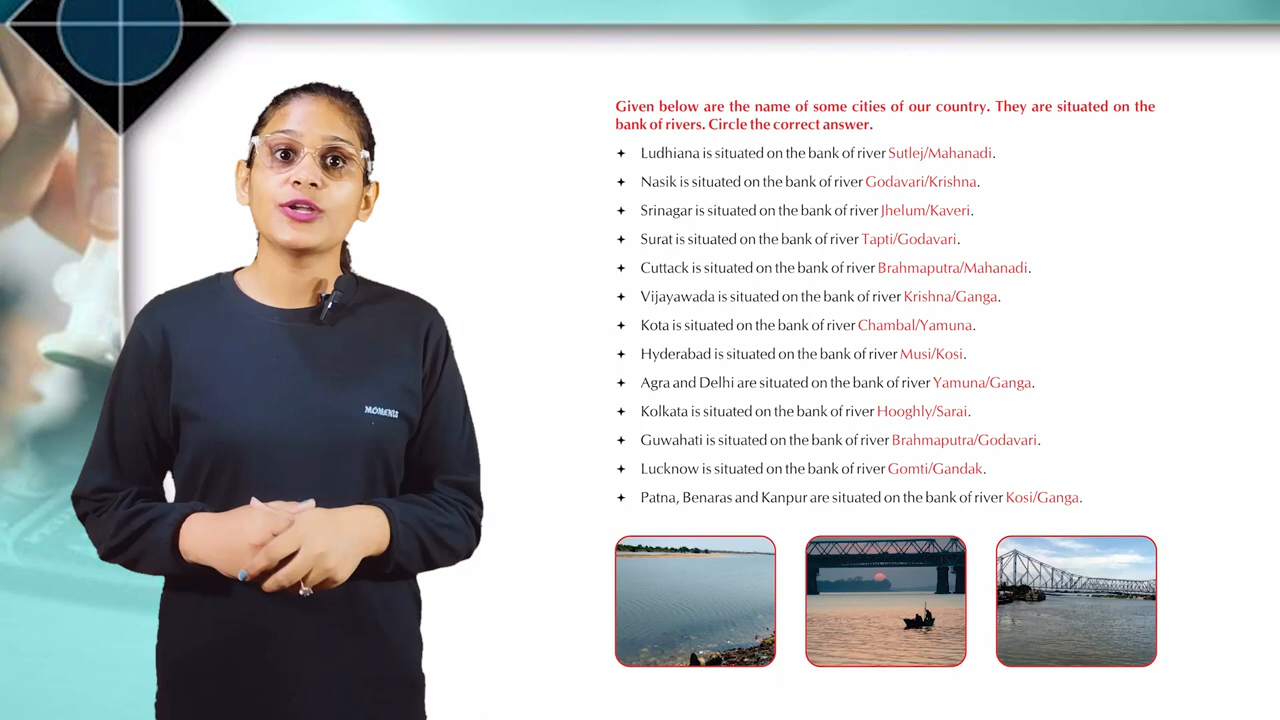 Given below are the name of some cities of our country. They are situated on the
bank of rivers. Circle the correct answer.
Ludhiana is situated on the bank of river Sutlej/Mahanadi.
Nasik is situated on the bank of river Godavari/Krishna.
Srinagar is situated on the bank of river Jhelum/Kaveri.
Surat is situated on the bank of river Tapti/Godavari.
Cuttack is situated on the bank of river Brahmaputra/Mahanadi.
Vijayawada is situated on the bank of river Krishna/Ganga.
Kota is situated on the bank of river Chambal/Yamuna.
Hyderabad is situated on the bank of river Musi/Kosi.
Agra and Delhi are situated on the bank of river Yamuna/Ganga.
Kolkata is situated on the bank of river Hooghly/Sarai.
Guwahati is situated on the bank of river Brahmaputra/Godavari.
Lucknow is situated on the bank of river Gomti/Gandak.
Patna, Benaras and Kanpur are situated on the bank of river Kosi/Ganga.
MOMENTS